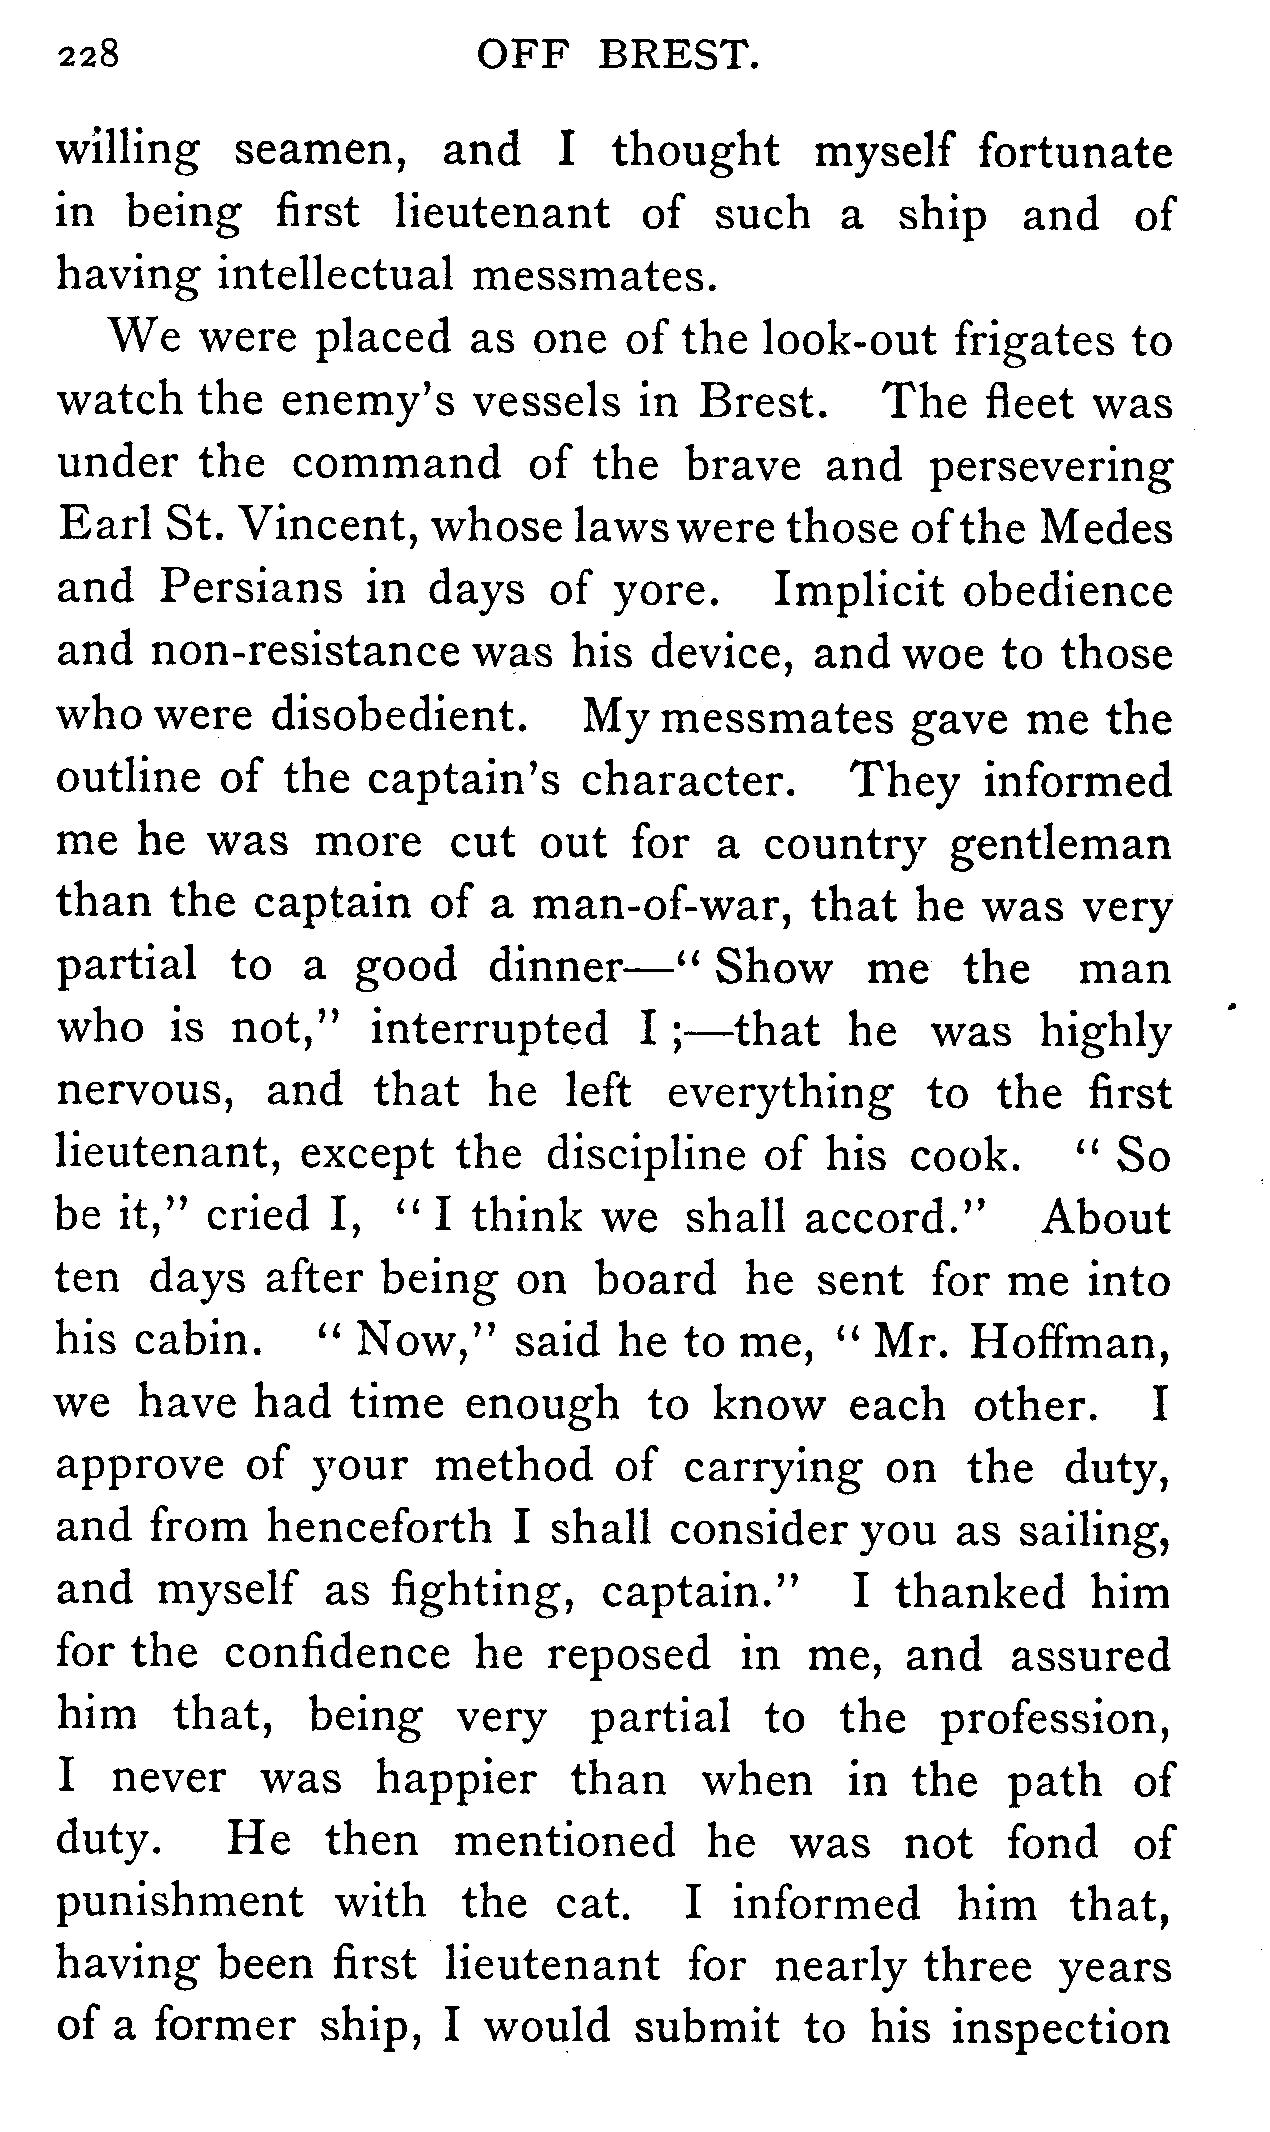 228 OFF BREST.
willing seamen, and I thought myself fortunate
in being first lieutenant of such a ship and of
having intellectual messmates.
We were placed as one of the look-out frigates to
watch the enemy's vessels in Brest. The fleet was
under the command of the brave and persevering
Earl St. Vincent, whose laws were those of the Medes
and Persians in days of yore. Implicit obedience
and non-resistance was his device, and woe to those
who were disobedient. My messmates gave me the
outline of the captain's character. They informed
me he was more cut out for a country gentleman
than the captain of a man-of-war, that he was very
partial to a good dinner—" Show me the man
who is not," interrupted I ;—that he was highly
nervous, and that he left everything to the first
lieutenant, except the discipline of his cook. " So
be it," cried I, " I think we shall accord." About
ten days after being on board he sent for me into
his cabin. " Now," said he to me, " Mr. Hoffman,
we have had time enough to know each other. I
approve of your method of carrying on the duty,
and from henceforth I shall consider you as sailing,
and myself as fighting, captain." I thanked him
for the confidence he reposed in me, and assured
him that, being very partial to the profession,
I never was happier than when in the path of
duty. He then mentioned he was not fond of
punishment with the cat. I informed him that,
having been first lieutenant for nearly three years
of a former ship, I would submit to his inspection